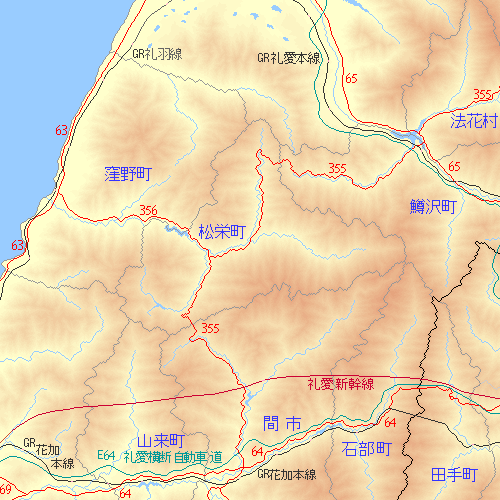 GR礼羽線
GR礼愛本線
65
355
法花村
63
窪野町
355
65
鱒沢町
356
松栄町
63
355
礼愛新幹線
間市
64
64
GR花加
本線
山来町
E64 礼愛横断自動車道
64
石部町
GR花加本線
田手町
69
64